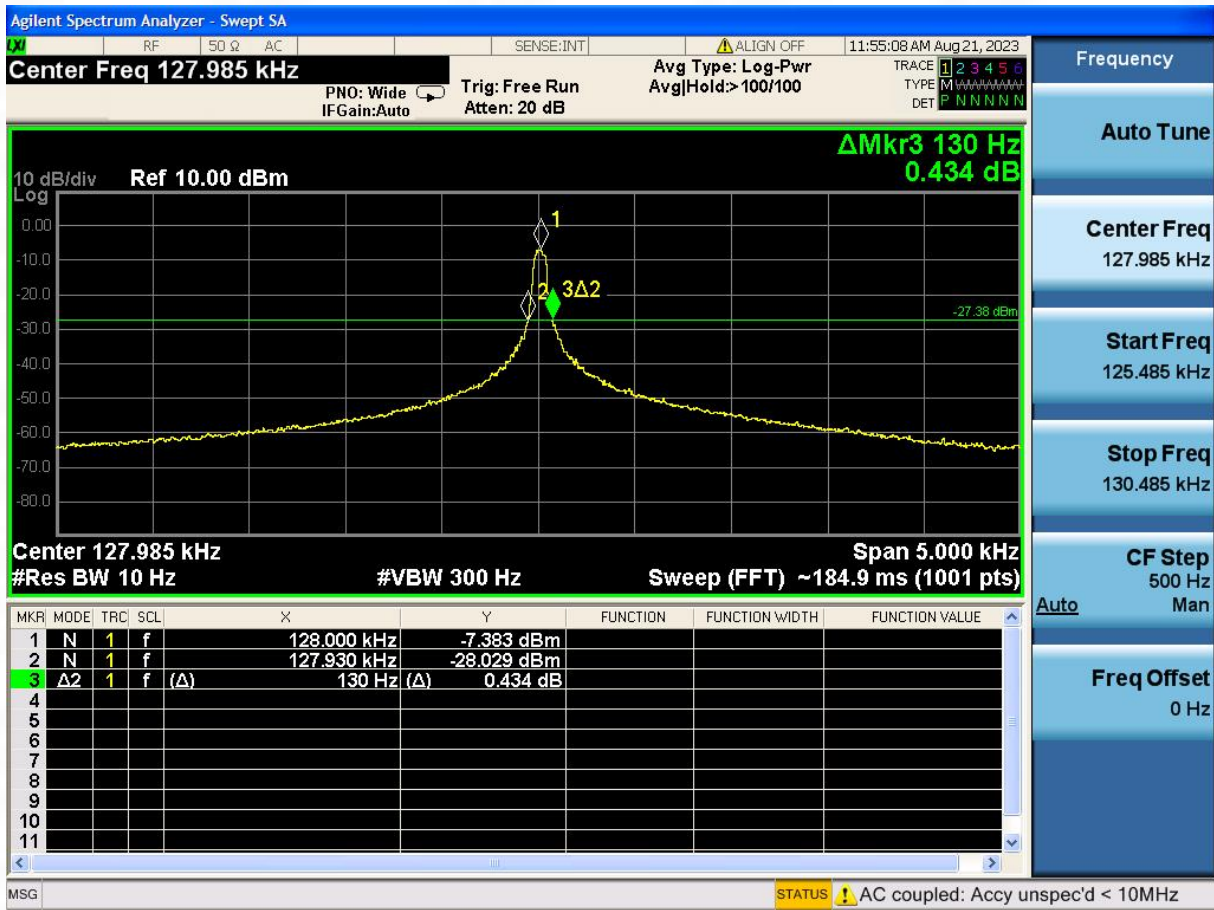 Agilent Spectrum Analyzer - Swept SA
LXI RF 50 Ω AC SENSE:INT ALIGN OFF 11:55:08 AM Aug 21, 2023
Center Freq 127.985 kHz
PNO: Wide
IFGain:Auto
Trig: Free Run
Atten: 20 dB
Avg Type: Log-Pwr
Avg|Hold:> 100/100
TRACE 1 2 3 4 5 6
TYPE M WWWWW
DET P N N N N N
ΔMkr3 130 Hz
0.434 dB
10 dB/div Ref 10.00 dBm
Log
0.00
-10.0
-20.0
-30.0
-40.0
-50.0
-60.0
-70.0
-80.0
1
2
3Δ2
-27.38 dBm
Center 127.985 kHz Span 5.000 kHz
#Res BW 10 Hz #VBW 300 Hz Sweep (FFT) ~184.9 ms (1001 pts)
MKR MODE TRC SCL X Y FUNCTION FUNCTION WIDTH FUNCTION VALUE
1 N 1 f 128.000 kHz -7.383 dBm
2 N 1 f 127.930 kHz -28.029 dBm
3 Δ2 1 f (Δ) 130 Hz (Δ) 0.434 dB
4
5
6
7
8
9
10
11
MSG STATUS AC coupled: Accy unspec'd < 10MHz
Frequency
Auto Tune
Center Freq
127.985 kHz
Start Freq
125.485 kHz
Stop Freq
130.485 kHz
CF Step
500 Hz
Auto Man
Freq Offset
0 Hz